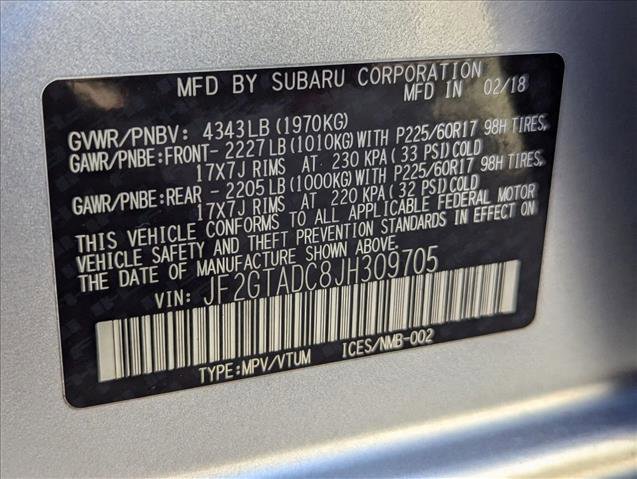 MFD BY SUBARU CORPORATION
MFD IN 02/18
GVWR/PNBV: 4343LB (1970KG)
GAWR/PNBE:FRONT- 2227LB (1010KG)WITH P225/60R17 98H TIRES,
17X7J RIMS AT 230 KPA (33 PSI)COLD
GAWR/PNBE:REAR - 2205LB (1000KG)WITH P225/60R17 98H TIRES,
17X7J RIMS AT 220 KPA (32 PSI)COLD
THIS VEHICLE CONFORMS TO ALL APPLICABLE FEDERAL MOTOR
VEHICLE SAFETY AND THEFT PREVENTION STANDARDS IN EFFECT ON
THE DATE OF MANUFACTURE SHOWN ABOVE.
VIN: JF2GTADC8JH309705
TYPE:MPV/VTUM ICES/NMB-002